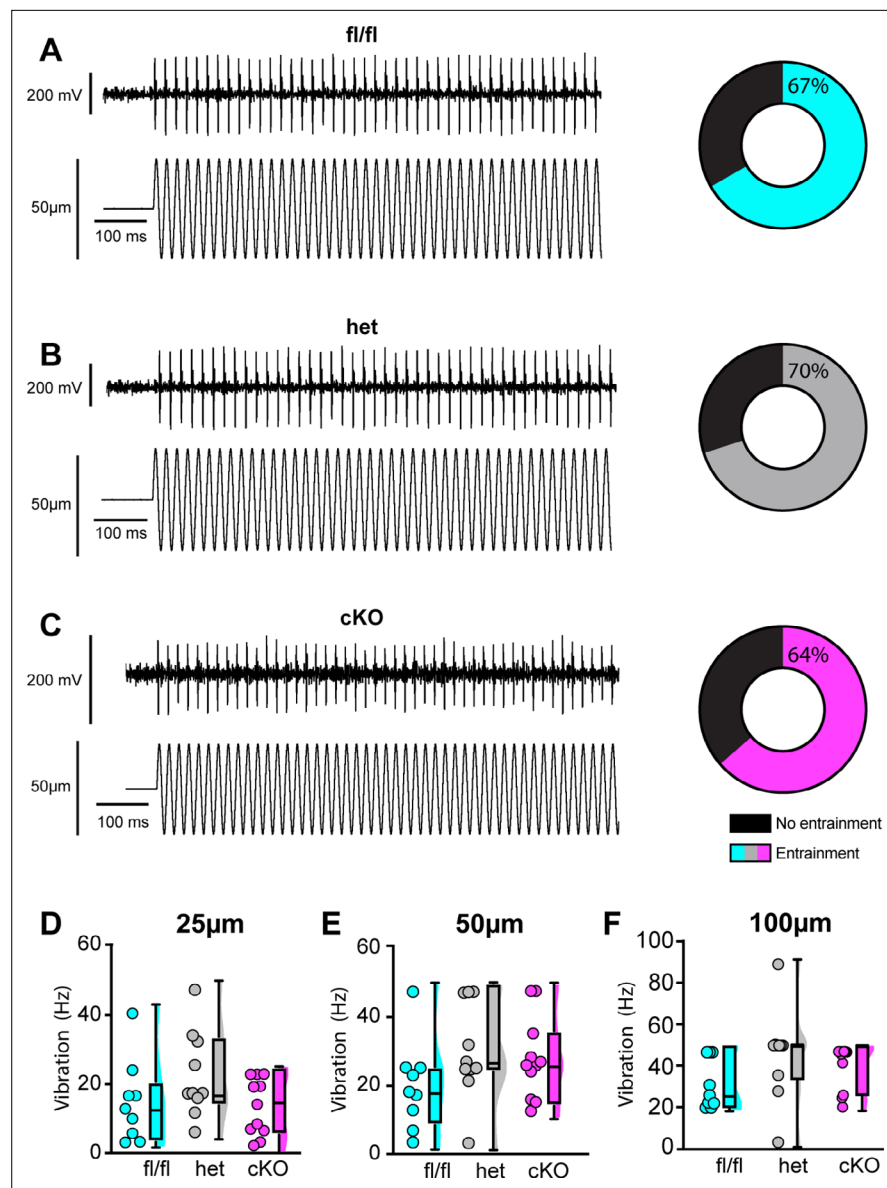 A
fl/fl
200 mV
50µm
100 ms
67%
B
het
200 mV
50µm
100 ms
70%
C
cKO
200 mV
50µm
100 ms
64%
No entrainment
Entrainment
D
25µm
Vibration (Hz)
60
40
20
0
fl/fl het cKO
E
50µm
Vibration (Hz)
60
40
20
0
fl/fl het cKO
F
100µm
Vibration (Hz)
100
80
60
40
20
0
fl/fl het cKO